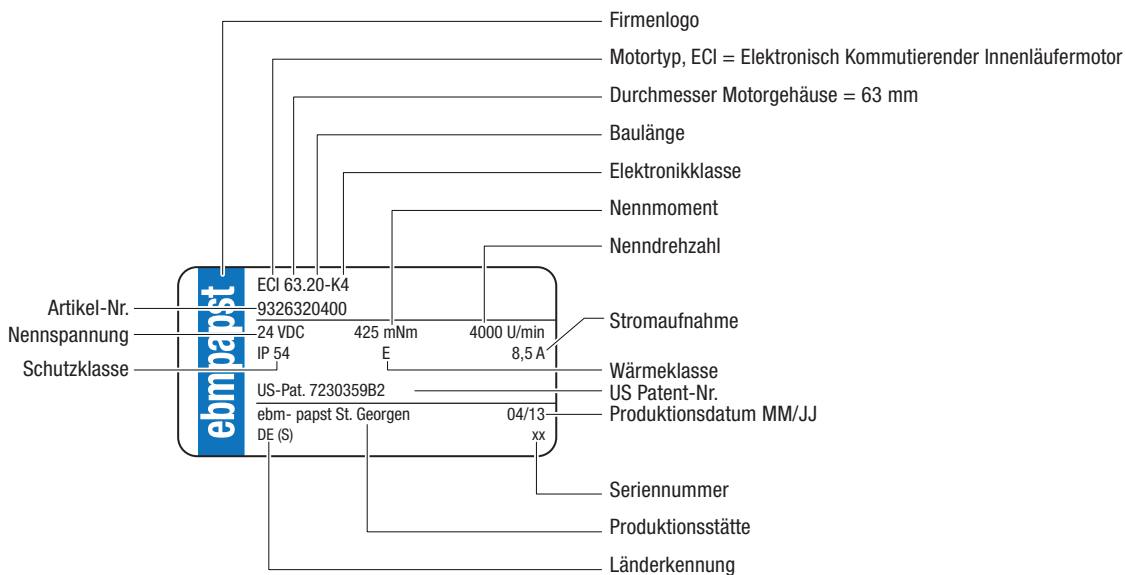 Firmenlogo
Motortyp, ECI = Elektronisch Kommutierender Innenläufermotor
Durchmesser Motorgehäuse = 63 mm
Baulänge
Elektronikklasse
Nennmoment
Nenndrehzahl
Stromaufnahme
Wärmeklasse
US Patent-Nr.
Produktionsdatum MM/JJ
Seriennummer
Produktionsstätte
Länderkennung
Artikel-Nr.
Nennspannung
Schutzklasse
ebmpapst
ECI 63.20-K4
9326320400
24 VDC 425 mNm 4000 U/min
IP 54 E 8,5 A
US-Pat. 7230359B2
ebm- papst St. Georgen 04/13
DE (S) xx